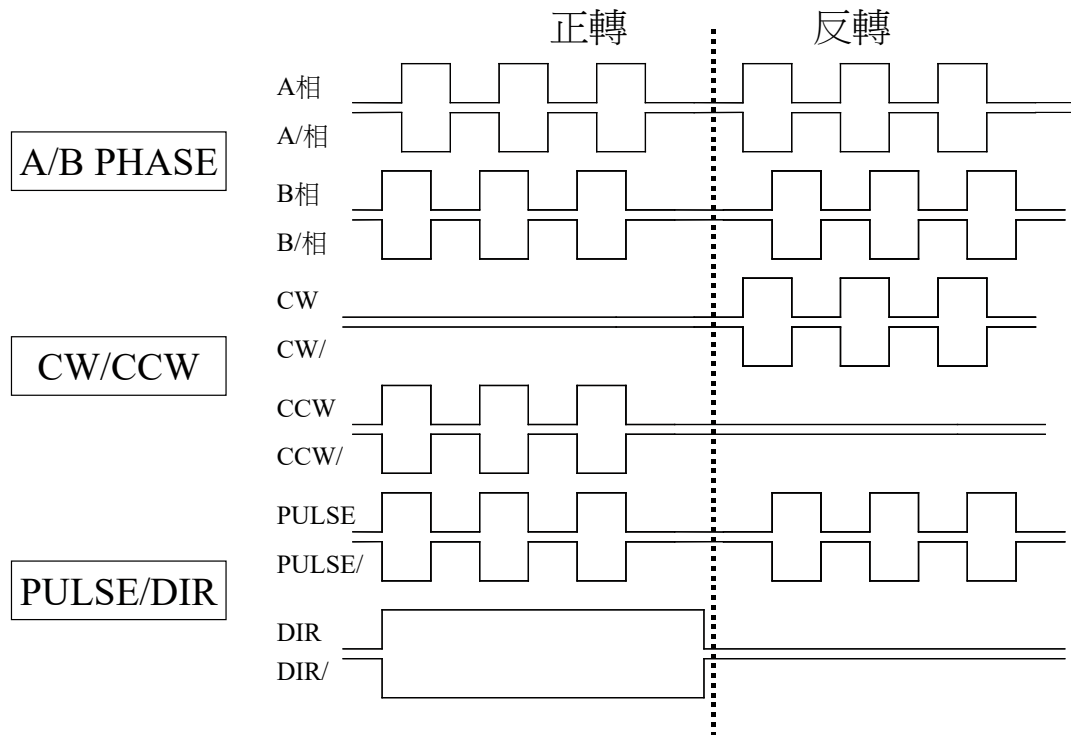 正轉
反轉
A/B PHASE
A相
A/相
B相
B/相
CW/CCW
CW
CW/
CCW
CCW/
PULSE/DIR
PULSE
PULSE/
DIR
DIR/